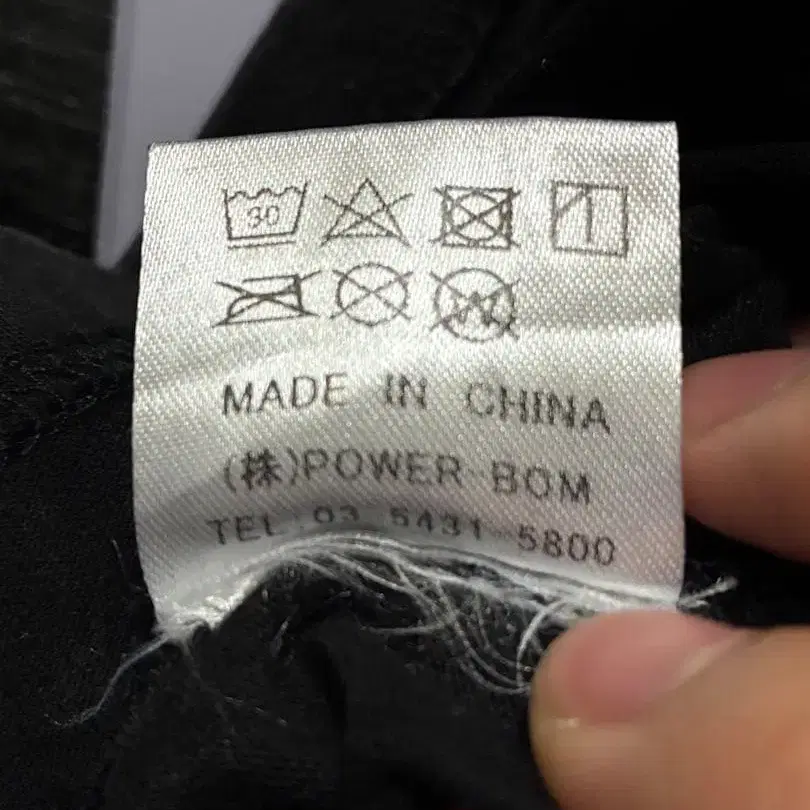 30
W
MADE IN CHINA
(株)POWER BOM
TEL 03 5431 5800